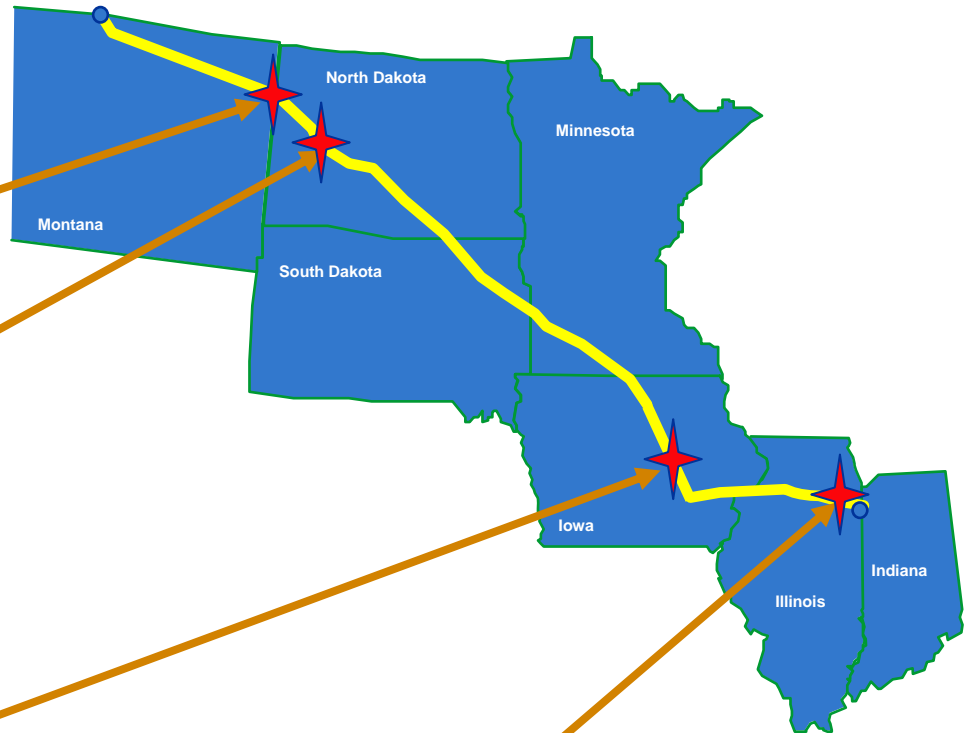 North Dakota
Minnesota
Montana
South Dakota
Iowa
Indiana
Illinois